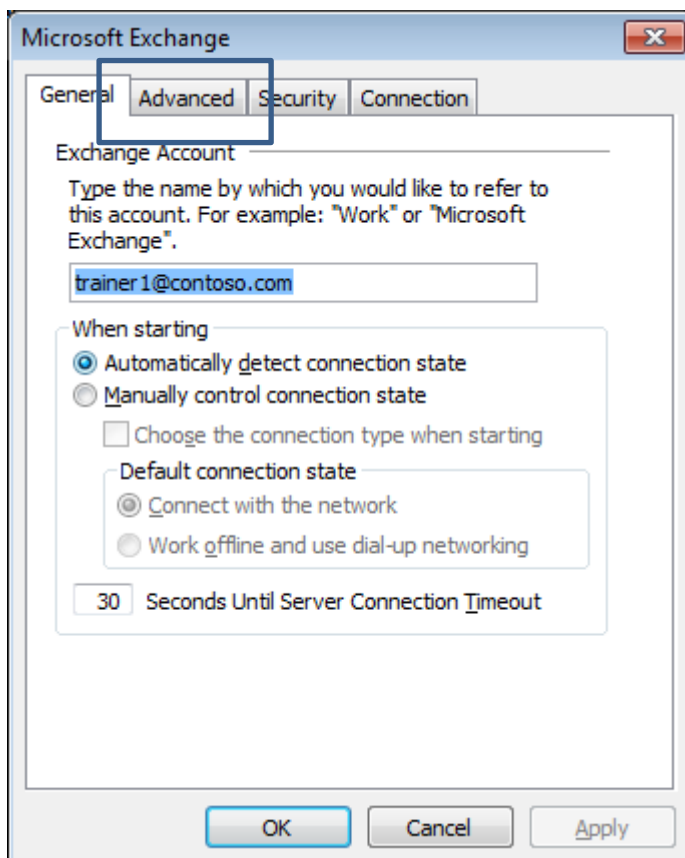 Microsoft Exchange
General Advanced Security Connection
Exchange Account
Type the name by which you would like to refer to
this account. For example: "Work" or "Microsoft
Exchange".
trainer1@contoso.com
When starting
Automatically detect connection state
Manually control connection state
Choose the connection type when starting
Default connection state
Connect with the network
Work offline and use dial-up networking
30 Seconds Until Server Connection Timeout
OK Cancel Apply